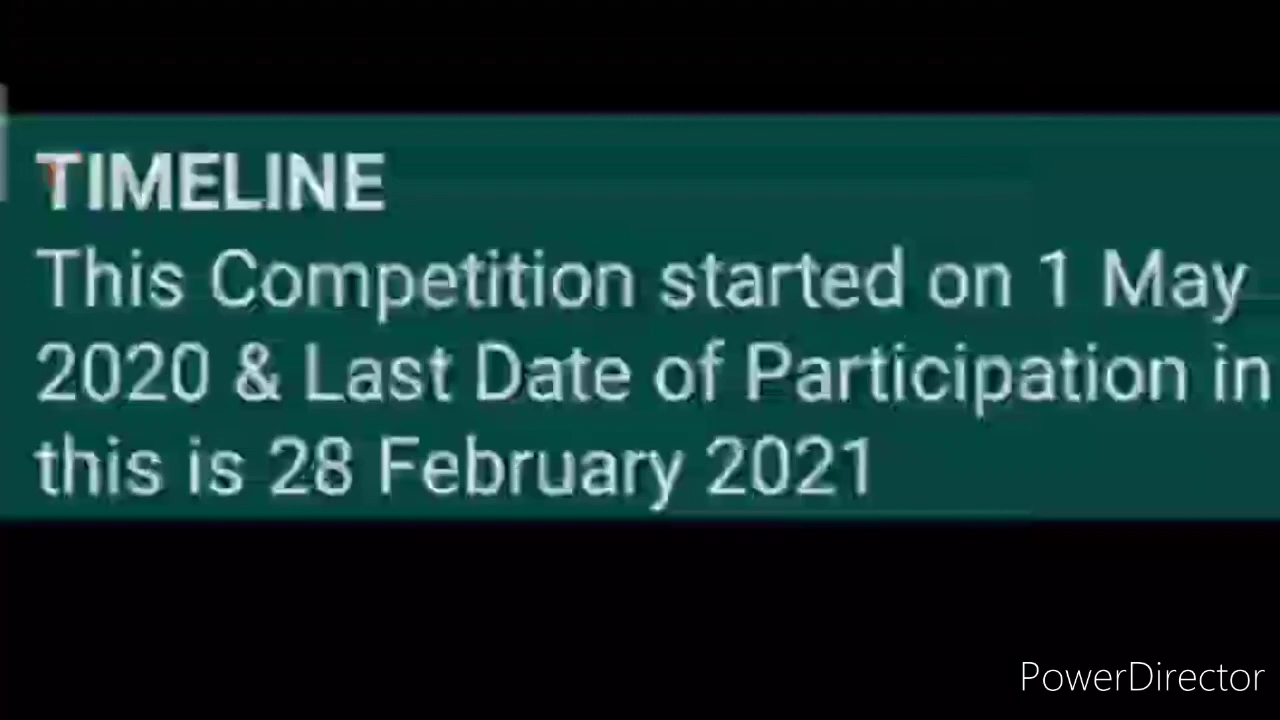 TIMELINE
This Competition started on 1 May
2020 & Last Date of Participation in
this is 28 February 2021
PowerDirector